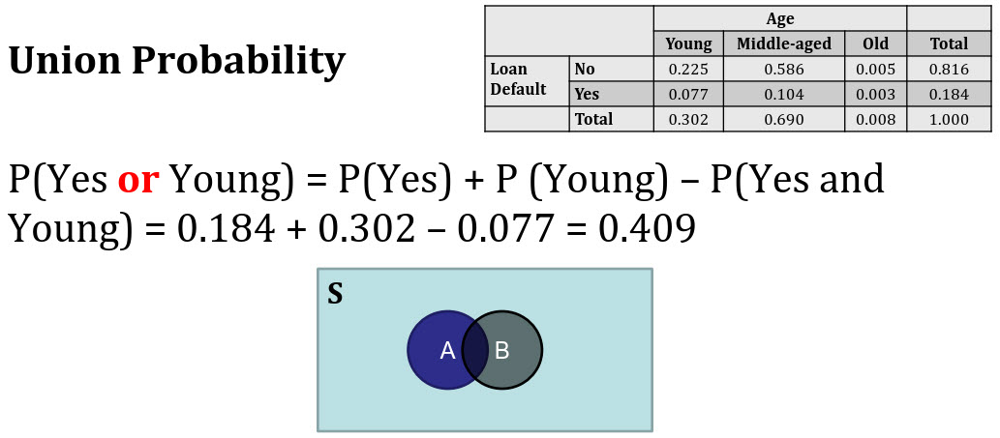 Union Probability
Age
Young Middle-aged Old Total
Loan Default No 0.225 0.586 0.005 0.816
Yes 0.077 0.104 0.003 0.184
Total 0.302 0.690 0.008 1.000
P(Yes or Young) = P(Yes) + P (Young) – P(Yes and
Young) = 0.184 + 0.302 – 0.077 = 0.409
S
A B